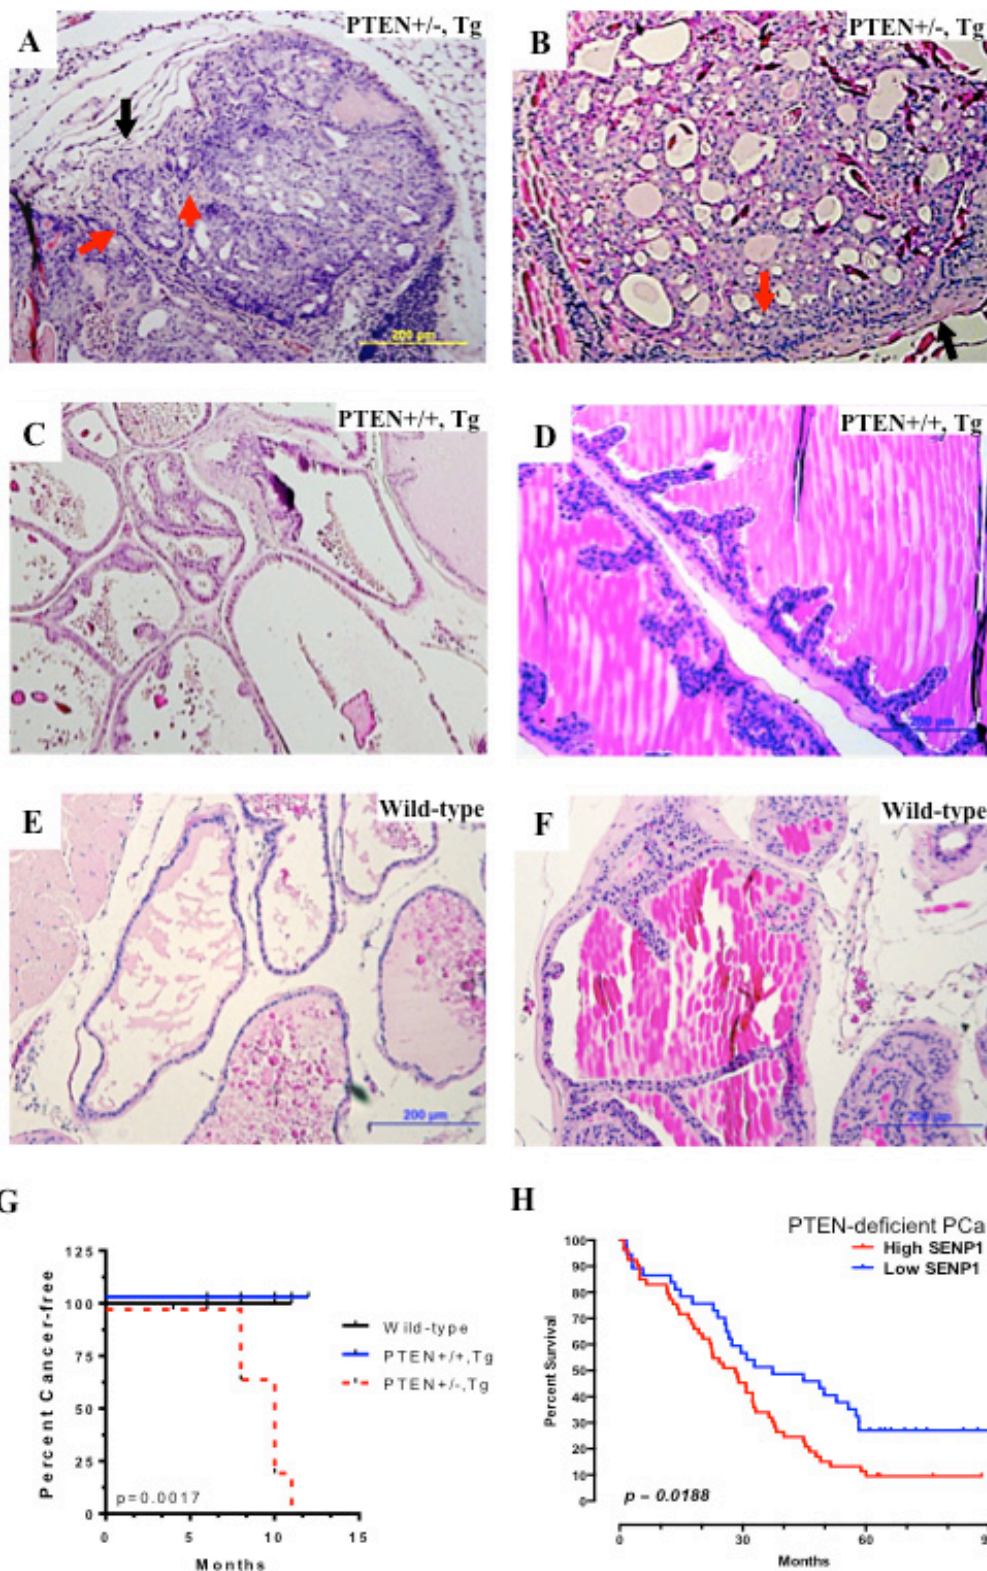 A
PTEN+/-, Tg
B
PTEN+/-, Tg
200 µm
C
PTEN+/+, Tg
D
PTEN+/+, Tg
200 µm
E
Wild-type
F
Wild-type
200 µm
200 µm
G
125
100
75
50
25
0
Percent Cancer-free
Wild-type
PTEN+/+,Tg
PTEN+/-,Tg
p=0.0017
0
5
10
15
Months
H
PTEN-deficient PCa
High SENP1
Low SENP1
100
90
80
70
60
50
40
30
20
10
0
Percent Survival
p – 0.0188
0
30
60
Months